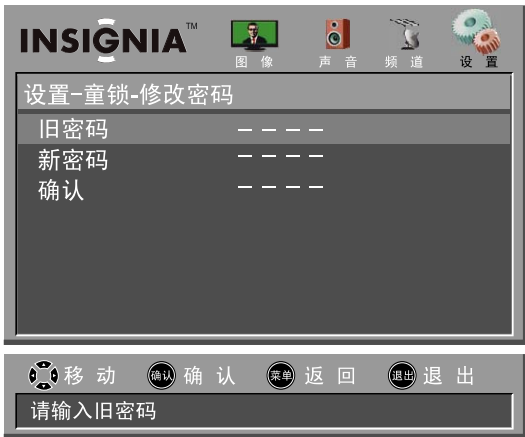 INSIGNIA™
图像 声音 频道 设置
设置-童锁-修改密码
旧密码 － － － －
新密码 － － － －
确认 － － － －
移动 确认 确认 菜单 返回 退出 退出
请输入旧密码